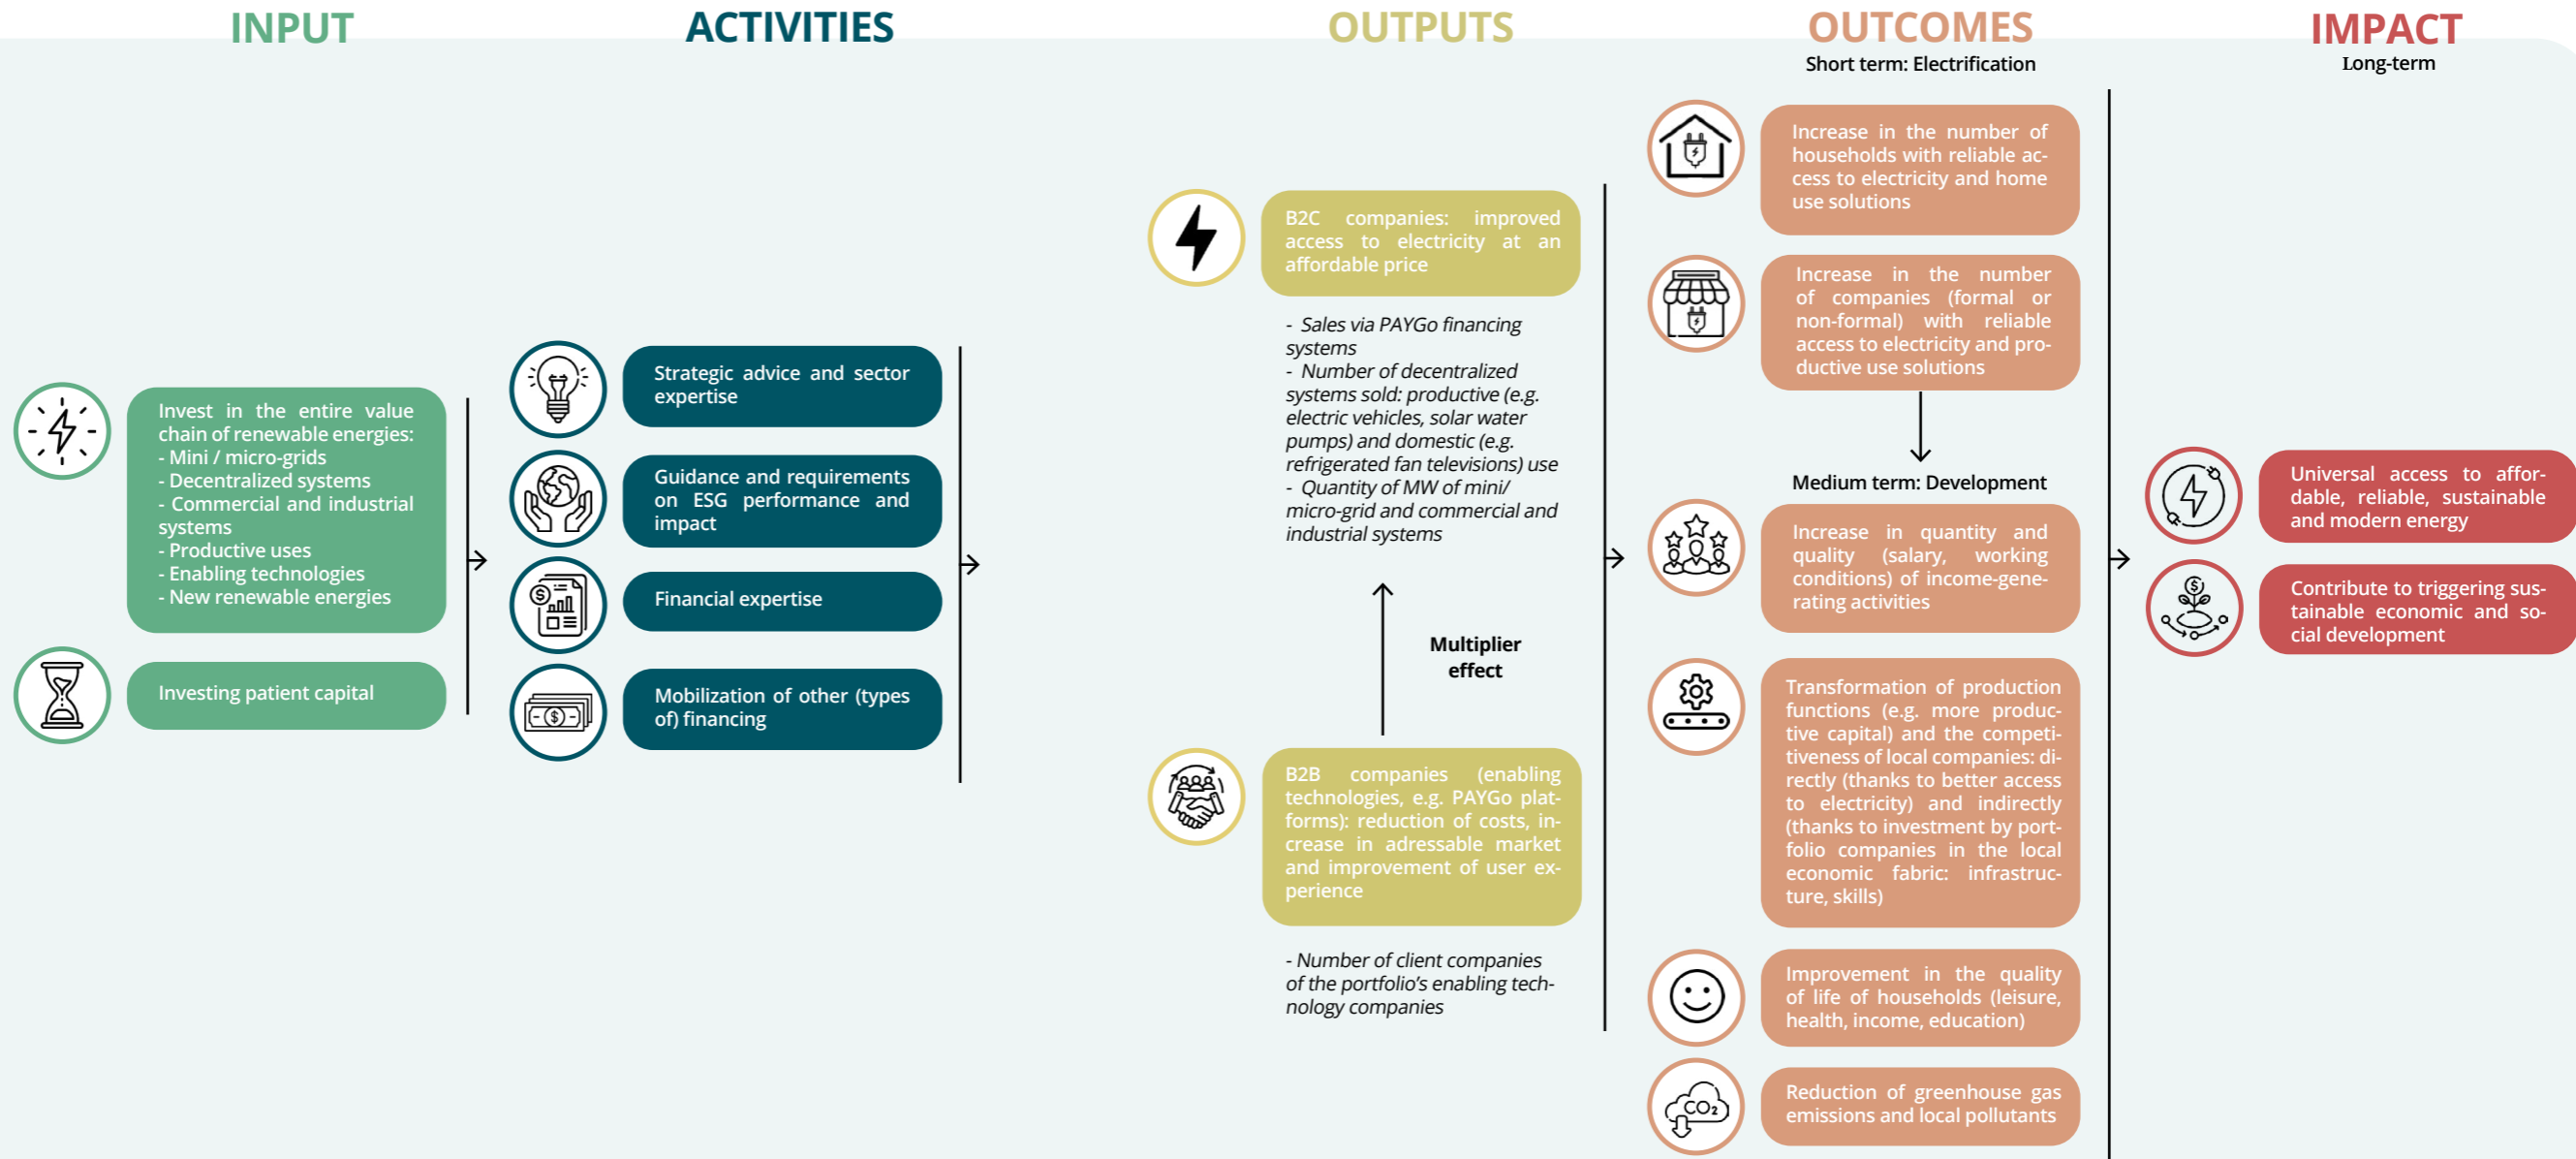 INPUT
Invest in the entire value
chain of renewable energies:
- Mini / micro-grids
- Decentralized systems
- Commercial and industrial
systems
- Productive uses
- Enabling technologies
- New renewable energies
Investing patient capital
ACTIVITIES
Strategic advice and sector
expertise
Guidance and requirements
on ESG performance and
impact
Financial expertise
Mobilization of other (types
of) financing
OUTPUTS
B2C companies: improved
access to electricity at an
affordable price
- Sales via PAYGo financing
systems
- Number of decentralized
systems sold: productive (e.g.
electric vehicles, solar water
pumps) and domestic (e.g.
refrigerated fan televisions) use
- Quantity of MW of mini/
micro-grid and commercial and
industrial systems
Multiplier
effect
B2B companies (enabling
technologies, e.g. PAYGo plat-
forms): reduction of costs, in-
crease in adressable market
and improvement of user ex-
perience
- Number of client companies
of the portfolio's enabling tech-
nology companies
OUTCOMES
Short term: Electrification
Increase in the number of
households with reliable ac-
cess to electricity and home
use solutions
Increase in the number
of companies (formal or
non-formal) with reliable
access to electricity and pro-
ductive use solutions
Medium term: Development
Increase in quantity and
quality (salary, working
conditions) of income-gene-
rating activities
Transformation of production
functions (e.g. more produc-
tive capital) and the competi-
tiveness of local companies: di-
rectly (thanks to better access
to electricity) and indirectly
(thanks to investment by port-
folio companies in the local
economic fabric: infrastruc-
ture, skills)
Improvement in the quality
of life of households (leisure,
health, income, education)
CO₂
Reduction of greenhouse gas
emissions and local pollutants
IMPACT
Long-term
Universal access to affor-
dable, reliable, sustainable
and modern energy
Contribute to triggering sus-
tainable economic and so-
cial development